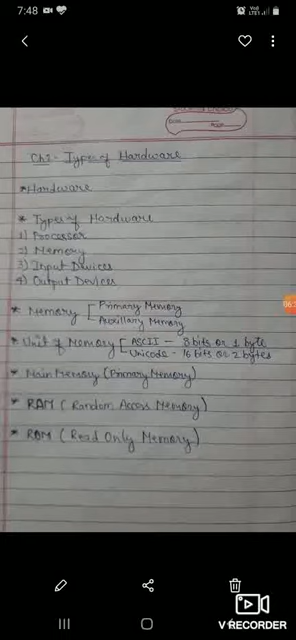 7:48
Ch1- Types of Hardware
*Hardware
* Types of Hardware
1) Processor
2) Memory
3) Input Devices
4) Output Devices
* Memory [ Primary Memory
Auxillary Memory
* Unit of Memory [ ASCII - 8 bits or 1 byte
Unicode - 16 bits or 2 bytes
* Main Memory (Primary Memory)
* RAM (Random Access Memory)
* ROM (Read Only Memory)
V RECORDER